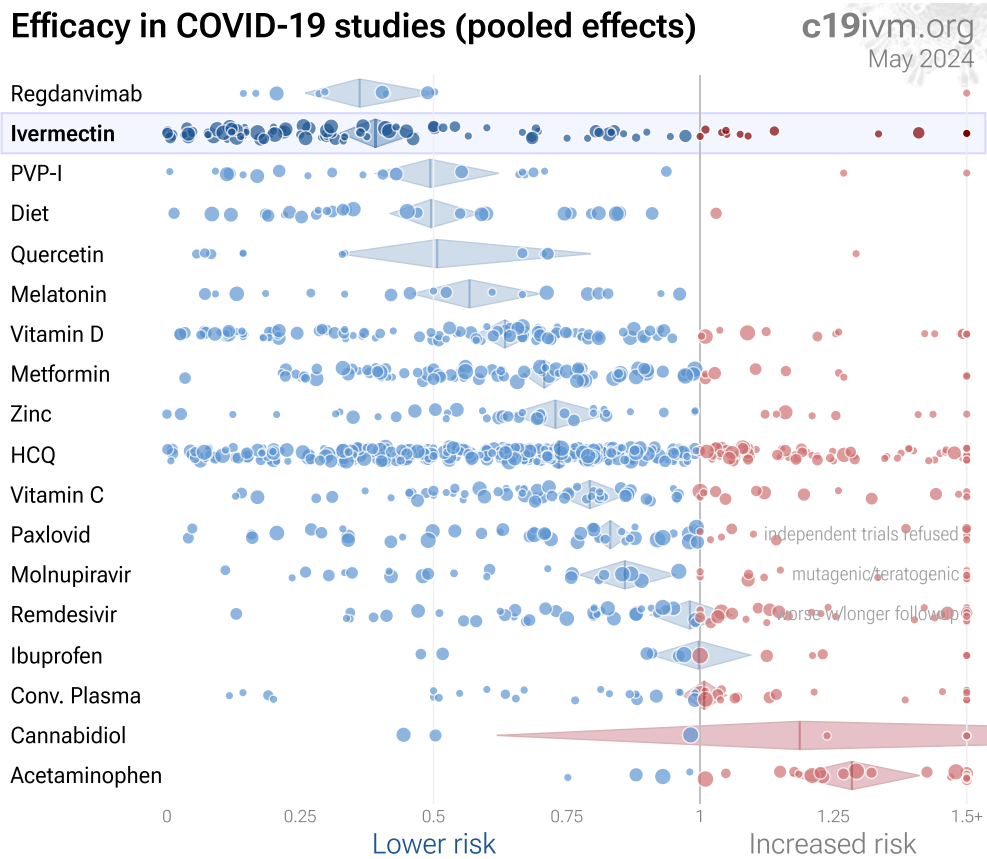 Efficacy in COVID-19 studies (pooled effects)
c19ivm.org
May 2024
Regdanvimab
Ivermectin
PVP-I
Diet
Quercetin
Melatonin
Vitamin D
Metformin
Zinc
HCQ
Vitamin C
Paxlovid
independent trials refused
Molnupiravir
mutagenic/teratogenic
Remdesivir
worse w/longer followup
Ibuprofen
Conv. Plasma
Cannabidiol
Acetaminophen
0 0.25 0.5 0.75 1 1.25 1.5+
Lower risk Increased risk